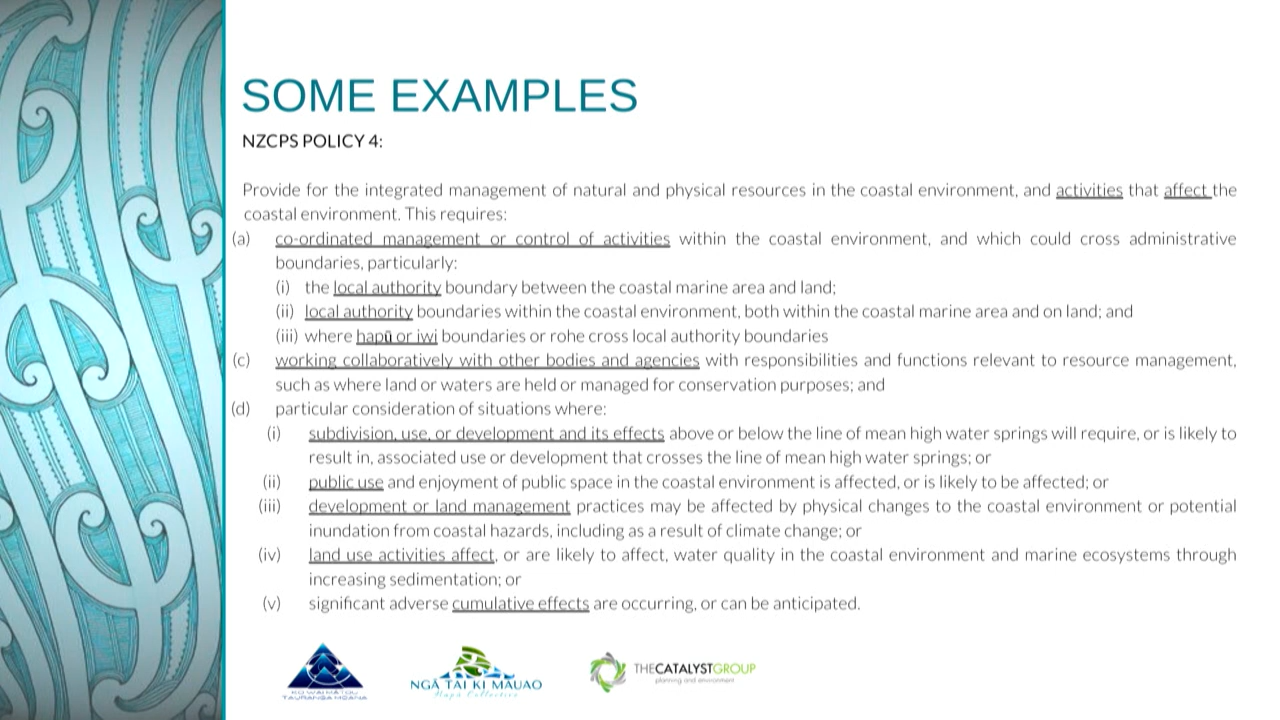 SOME EXAMPLES
NZCPS POLICY 4:
Provide for the integrated management of natural and physical resources in the coastal environment, and activities that affect the
coastal environment. This requires:
(a) co-ordinated management or control of activities within the coastal environment, and which could cross administrative
boundaries, particularly:
(i) the local authority boundary between the coastal marine area and land;
(ii) local authority boundaries within the coastal environment, both within the coastal marine area and on land; and
(iii) where hapū or iwi boundaries or rohe cross local authority boundaries
(c) working collaboratively with other bodies and agencies with responsibilities and functions relevant to resource management,
such as where land or waters are held or managed for conservation purposes; and
(d) particular consideration of situations where:
(i) subdivision, use, or development and its effects above or below the line of mean high water springs will require, or is likely to
result in, associated use or development that crosses the line of mean high water springs; or
(ii) public use and enjoyment of public space in the coastal environment is affected, or is likely to be affected; or
(iii) development or land management practices may be affected by physical changes to the coastal environment or potential
inundation from coastal hazards, including as a result of climate change; or
(iv) land use activities affect, or are likely to affect, water quality in the coastal environment and marine ecosystems through
increasing sedimentation; or
(v) significant adverse cumulative effects are occurring, or can be anticipated.
KO WAI MATOU
TAURANGA MOANA
NGĀ TAI KI MAUAO
Hapū Collective
THECATALYSTGROUP
planning and environment